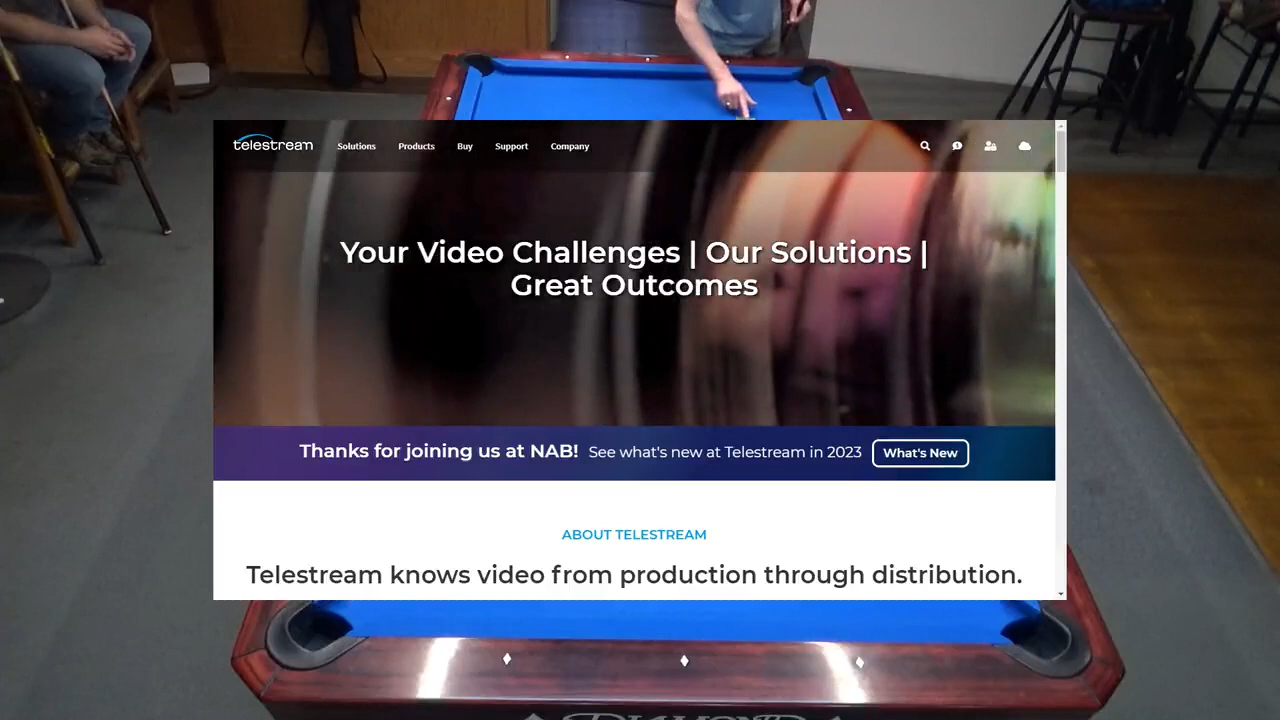 telestream
Solutions Products Buy Support Company
Your Video Challenges | Our Solutions |
Great Outcomes
Thanks for joining us at NAB! See what's new at Telestream in 2023 What's New
ABOUT TELESTREAM
Telestream knows video from production through distribution.